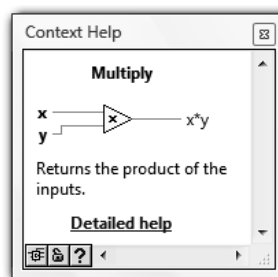 Context Help
Multiply
x
y
x
x*y
Returns the product of the
inputs.
Detailed help
?